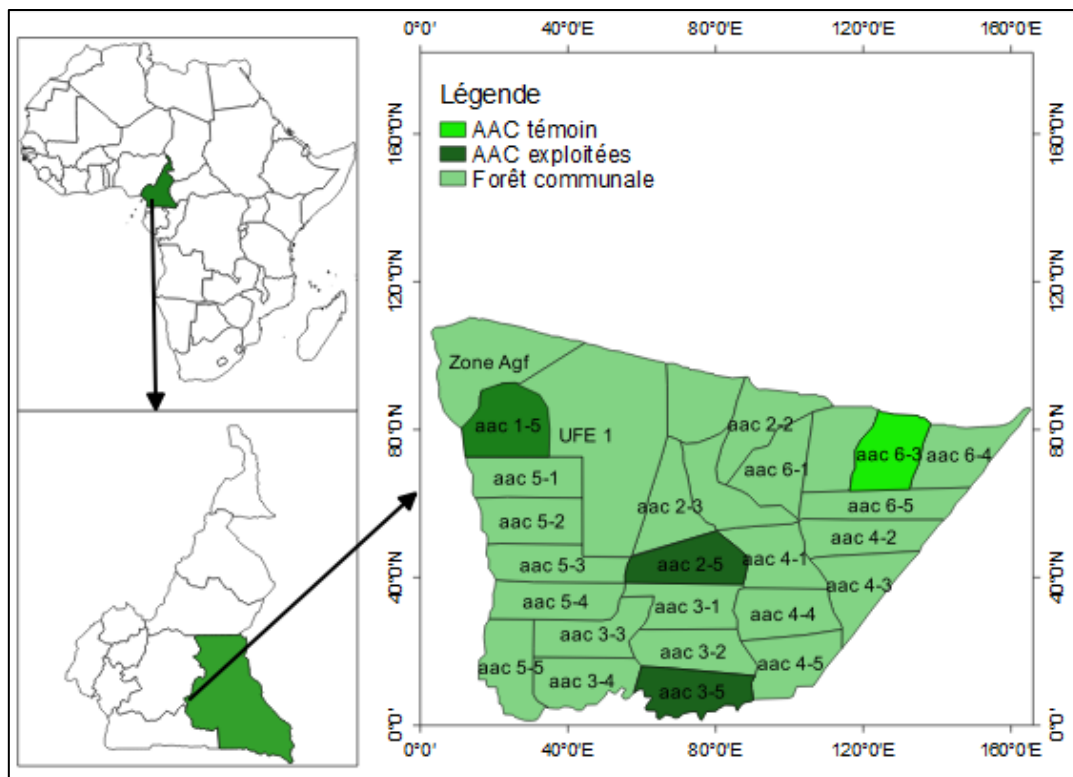 0°0' 40°0'E 80°0'E 120°0'E 160°0'E
Légende
AAC témoin
AAC exploitées
Forêt communale
160°0'N 160°0'N
120°0'N 120°0'N
80°0'N 80°0'N
40°0'N 40°0'N
0°0' 0°0'
Zone Agf
aac 1-5
UFE 1
aac 2-2
aac 6-1
aac 6-3
aac 6-4
aac 5-1
aac 2-3
aac 6-5
aac 5-2
aac 4-2
aac 5-3
aac 2-5
aac 4-1
aac 4-3
aac 5-4
aac 3-1
aac 4-4
aac 3-3
aac 3-2
aac 4-5
aac 5-5
aac 3-4
aac 3-5
0°0' 40°0'E 80°0'E 120°0'E 160°0'E